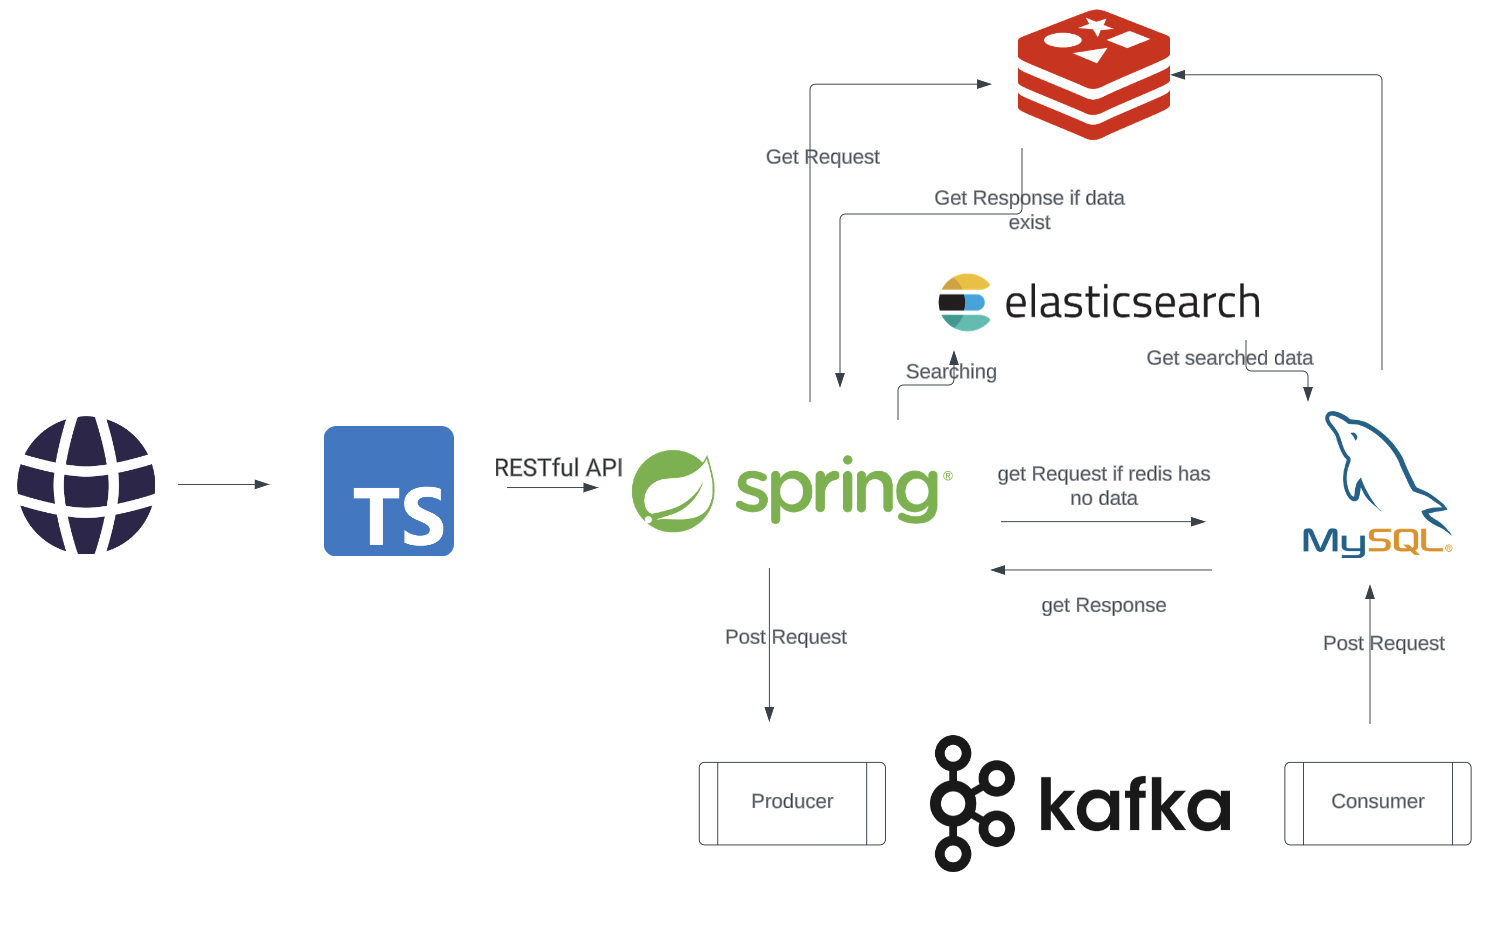 Get Request
Get Response if data
exist
elasticsearch
Get searched data
Searching
TS
RESTful API
spring®
get Request if redis has
no data
MySQL®
get Response
Post Request
Post Request
Producer
kafka
Consumer